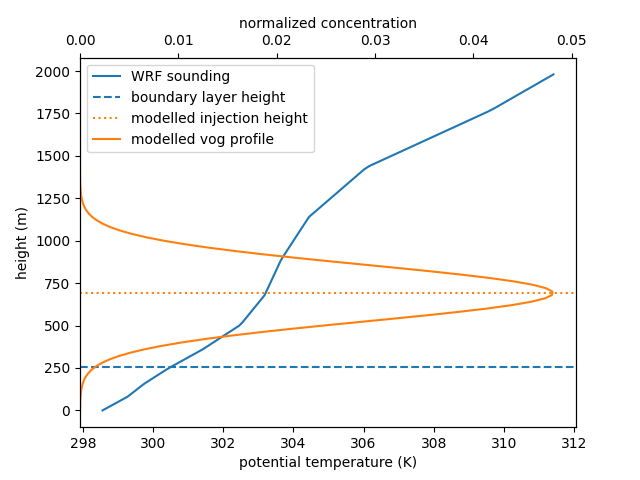 normalized concentration
0.00 0.01 0.02 0.03 0.04 0.05
WRF sounding
boundary layer height
modelled injection height
modelled vog profile
height (m)
2000
1750
1500
1250
1000
750
500
250
0
298 300 302 304 306 308 310 312
potential temperature (K)